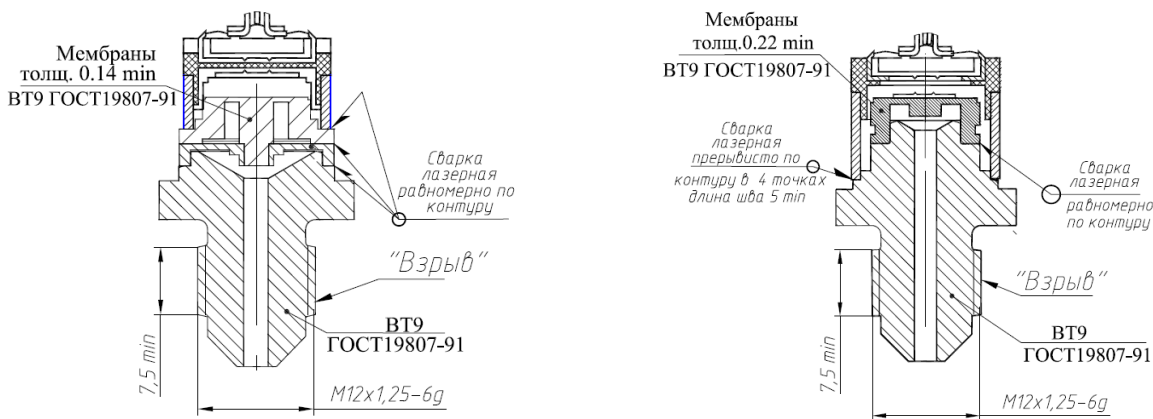 Мембраны
толщ. 0.14 min
ВТ9 ГОСТ19807-91
Сварка
лазерная
равномерно по
контуру
"Взрыв"
ВТ9
ГОСТ19807-91
7,5 min
M12x1,25-6g
Мембраны
толщ.0.22 min
ВТ9 ГОСТ19807-91
Сварка
лазерная
прерывисто по
контуру в 4 точках
длина шва 5 min
Сварка
лазерная
равномерно
по контуру
"Взрыв"
ВТ9
ГОСТ19807-91
7,5 min
M12x1,25-6g